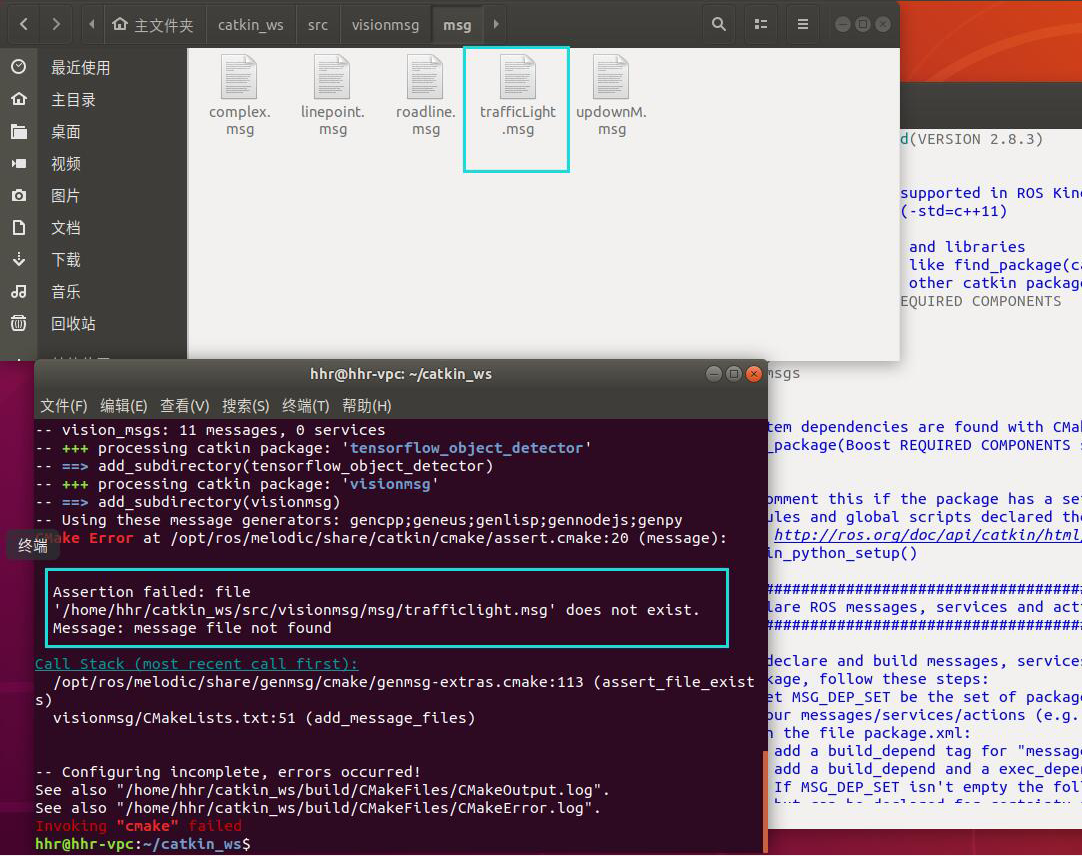 主文件夹 catkin_ws src visionmsg msg
最近使用
主目录
桌面
视频
图片
文档
下载
音乐
回收站
complex.
msg
linepoint.
msg
roadline.
msg
trafficLight
.msg
updownM.
msg
d(VERSION 2.8.3)
supported in ROS Kin
(-std=c++11)
and libraries
like find_package(ca
other catkin package
EQUIRED COMPONENTS
msgs
tem dependencies are found with CMak
_package(Boost REQUIRED COMPONENTS s
omment this if the package has a se
ules and global scripts declared the
http://ros.org/doc/api/catkin/html/
in_python_setup()
####################################
lare ROS messages, services and acti
####################################
declare and build messages, services
kage, follow these steps:
et MSG_DEP_SET be the set of package
our messages/services/actions (e.g.
n the file package.xml:
add a build_depend tag for "message
add a build_depend and a exec_depen
If MSG_DEP_SET isn't empty the foll
but can be declared for certainty
hhr@hhr-vpc: ~/catkin_ws
文件(F) 编辑(E) 查看(V) 搜索(S) 终端(T) 帮助(H)
-- vision_msgs: 11 messages, 0 services
-- +++ processing catkin package: 'tensorflow_object_detector'
-- ==> add_subdirectory(tensorflow_object_detector)
-- +++ processing catkin package: 'visionmsg'
-- ==> add_subdirectory(visionmsg)
-- Using these message generators: gencpp;geneus;genlisp;gennodejs;genpy
CMake Error at /opt/ros/melodic/share/catkin/cmake/assert.cmake:20 (message):
终端
Assertion failed: file
'/home/hhr/catkin_ws/src/visionmsg/msg/trafficlight.msg' does not exist.
Message: message file not found
Call Stack (most recent call first):
/opt/ros/melodic/share/genmsg/cmake/genmsg-extras.cmake:113 (assert_file_exist
s)
visionmsg/CMakeLists.txt:51 (add_message_files)
-- Configuring incomplete, errors occurred!
See also "/home/hhr/catkin_ws/build/CMakeFiles/CMakeOutput.log".
See also "/home/hhr/catkin_ws/build/CMakeFiles/CMakeError.log".
Invoking "cmake" failed
hhr@hhr-vpc:~/catkin_ws$